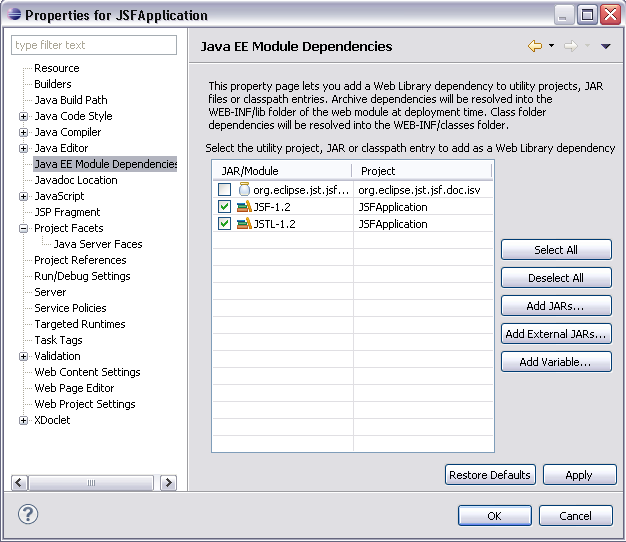 Properties for JSFApplication
type filter text
Resource
Builders
Java Build Path
Java Code Style
Java Compiler
Java Editor
Java EE Module Dependencies
Javadoc Location
JavaScript
JSP Fragment
Project Facets
Java Server Faces
Project References
Run/Debug Settings
Server
Service Policies
Targeted Runtimes
Task Tags
Validation
Web Content Settings
Web Page Editor
Web Project Settings
XDoclet
Java EE Module Dependencies
This property page lets you add a Web Library dependency to utility projects, JAR
files or classpath entries. Archive dependencies will be resolved into the
WEB-INF/lib folder of the web module at deployment time. Class folder
dependencies will be resolved into the WEB-INF/classes folder.
Select the utility project, JAR or classpath entry to add as a Web Library dependency
JAR/Module Project
org.eclipse.jst.jsf... org.eclipse.jst.jsf.doc.isv
JSF-1.2 JSFApplication
JSTL-1.2 JSFApplication
Select All
Deselect All
Add JARs...
Add External JARs...
Add Variable...
Restore Defaults Apply
? OK Cancel